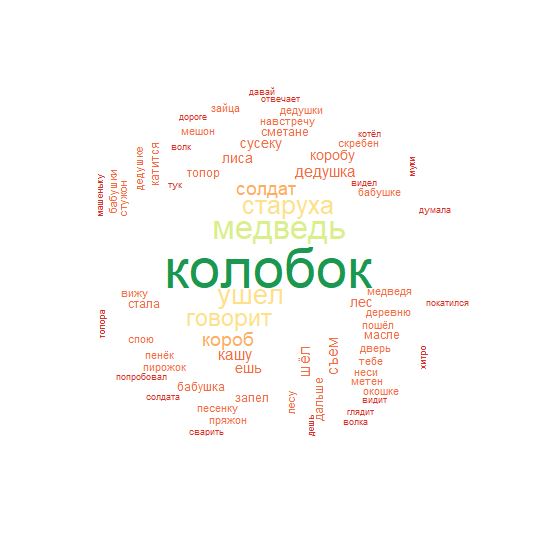 давай
отвечает
зайца
дедушки
дороге
навстречу
мешон
сметане
котёл
сусеку
скребен
волк
катится
лиса
коробу
муки
дедушке
топор
дедушка
тук
солдат
видел
бабушке
машеньку
бабушки
стужон
старуха
думала
медведь
колобок
вижу
ушел
медведя
стала
лес
покатился
деревню
говорит
топора
пошёл
спою
короб
масле
пенёк
кашу
шёл
съем
дверь
хитро
пирожок
ешь
тебе
неси
попробовал
метен
бабушка
окошке
солдата
запел
лесу
дальше
видит
песенку
глядит
пряжон
волка
сварить
дешь